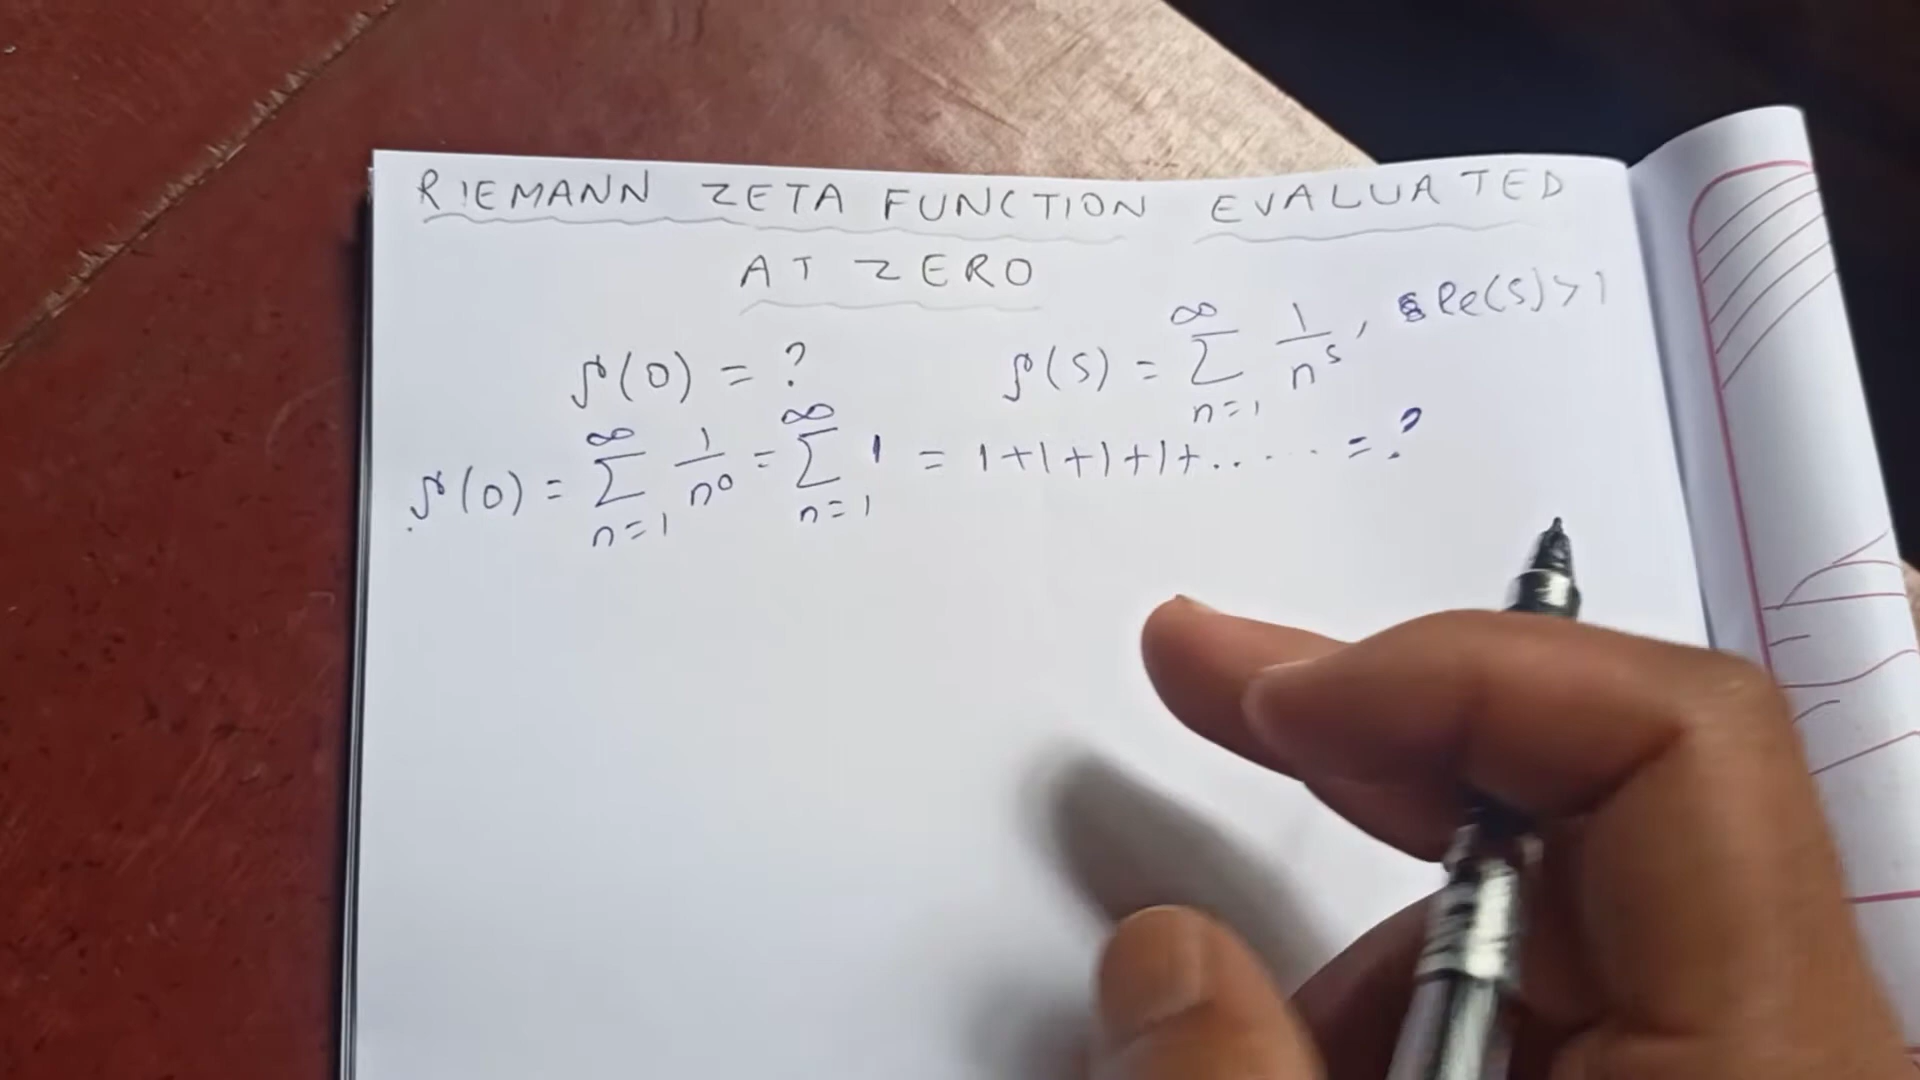 RIEMANN ZETA FUNCTION EVALUATED
AT ZERO
ζ(0) = ?
ζ(s) = ∑_{n=1}^{∞} 1/n^s, Re(s)>1
ζ(0) = ∑_{n=1}^{∞} 1/n^0 = ∑_{n=1}^{∞} 1 = 1+1+1+1+...... = ?